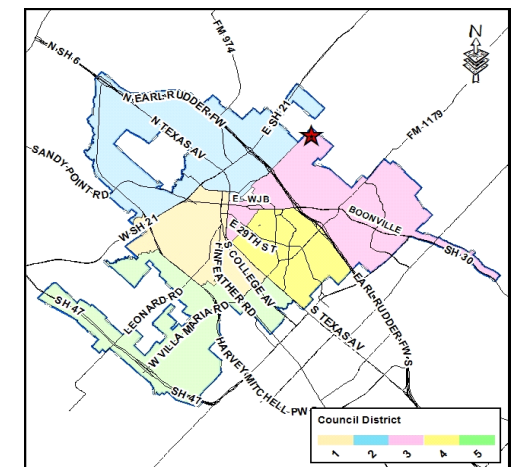 N
N SH 6
FM 974
N EARL RUDDER FW
E SH 21
N TEXAS AV
FM 1179
SANDY POINT RD
E WJB
BOONVILLE
W SH 21
E 29TH ST
SH 30
S COLLEGE AV
FINFEATHER RD
LEONARD RD
SH 47
W VILLA MARIA RD
S TEXAS AV
EARL RUDDER FW S
HARVEY MITCHELL PW
SH 47
Council District
1 2 3 4 5